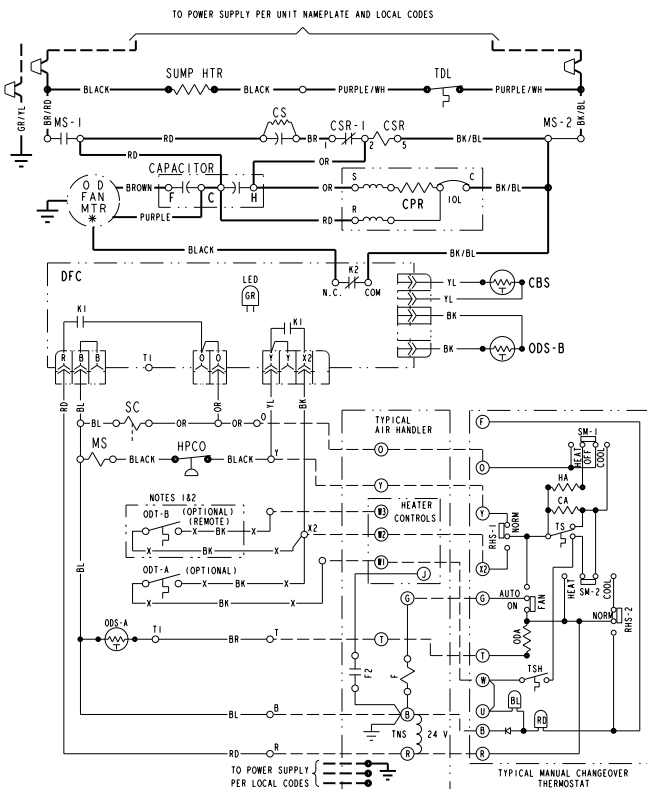 TO POWER SUPPLY PER UNIT NAMEPLATE AND LOCAL CODES
BLACK SUMP HTR BLACK PURPLE/WH TDL PURPLE/WH
GR/YL BR/RD BK/BL
MS-1 RD CS BR 1 CSR-1 2 CSR 5 BK/BL MS-2
RD OR
CAPACITOR
O D FAN MTR * BROWN F C H OR S C BK/BL
PURPLE RD R CPR IOL
BLACK BK/BL
DFC LED GR N.C. K2 COM YL CBS
YL
BK
K1 K1
R B B T1 O O Y Y X2 BK ODS-B
RD BL OR YL BK
BL SC OR OR O
MS BLACK HPCO BLACK Y
TYPICAL
AIR HANDLER
O
Y
NOTES 1&2
ODT-B (OPTIONAL)
(REMOTE)
X BK X
X BK X
X2
ODT-A (OPTIONAL)
X BK X
X BK X
BL
HEATER
CONTROLS
W3
W2
W1
J
G
ODS-A T1 BR T T
F2 F
BL B B
TNS 24 V
RD R R
TO POWER SUPPLY
PER LOCAL CODES
F
SM-1
O HEAT OFF COOL
HA
CA
Y RHS-1 NORM TS
X2
HEAT SM-2 COOL
G AUTO
ON FAN NORM RHS-2
ODA
T
W TSH
U BL RD
B
R
TYPICAL MANUAL CHANGEOVER
THERMOSTAT